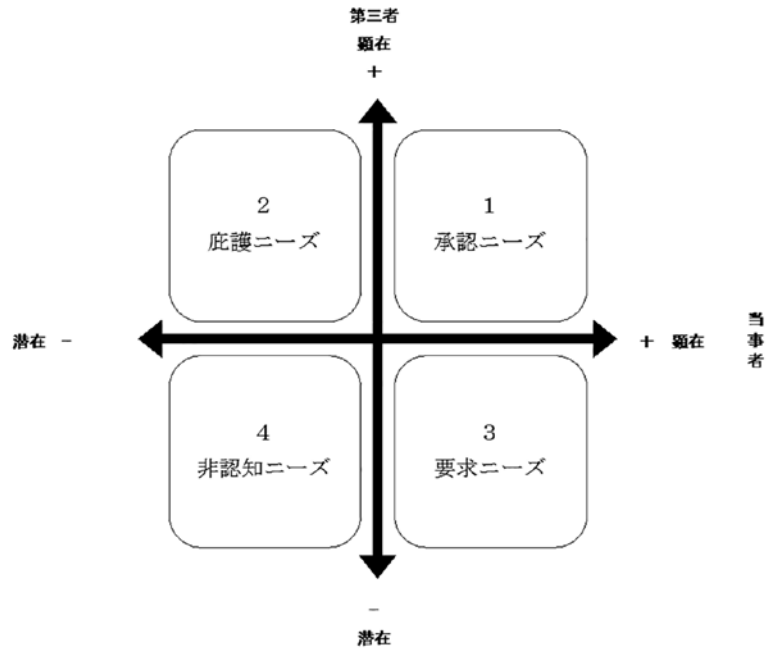 第三者
顕在
+
2
庇護ニーズ
1
承認ニーズ
潜在 -
+ 顕在
当事者
4
非認知ニーズ
3
要求ニーズ
-
潜在